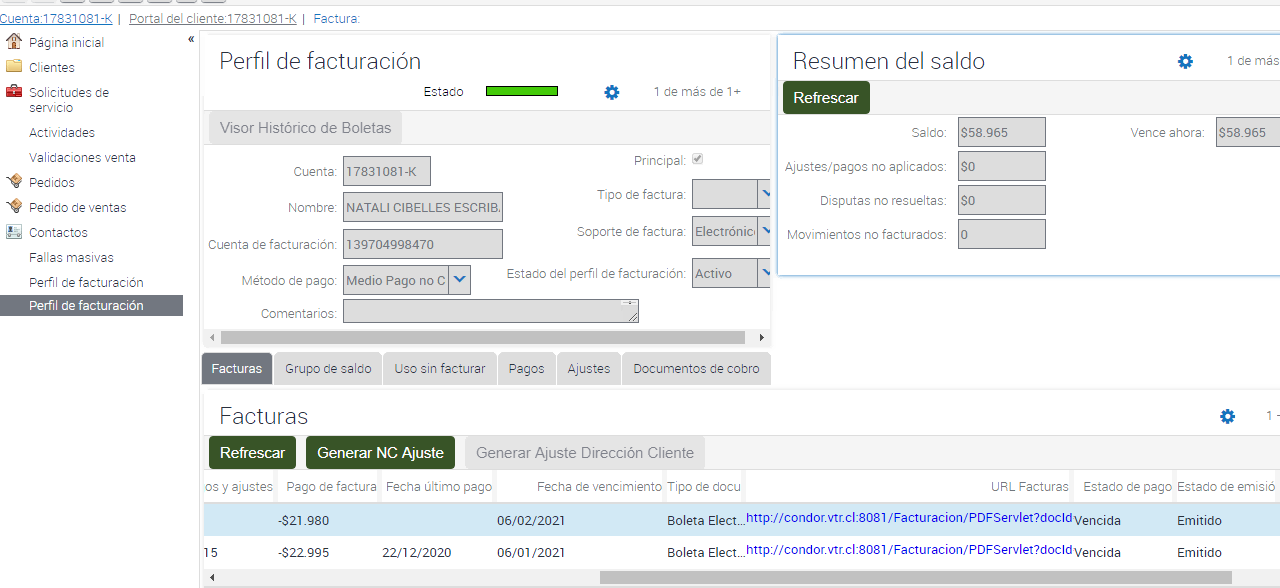 Cuenta:17831081-K | Portal del cliente:17831081-K | Factura:
«
Página inicial
Clientes
Solicitudes de
servicio
Actividades
Validaciones venta
Pedidos
Pedido de ventas
Contactos
Fallas masivas
Perfil de facturación
Perfil de facturación
Perfil de facturación
Estado
1 de más de 1+
Visor Histórico de Boletas
Cuenta: 17831081-K
Nombre: NATALI CIBELLES ESCRIB
Cuenta de facturación: 139704998470
Método de pago: Medio Pago no C
Comentarios:
Principal:
Tipo de factura:
Soporte de factura: Electrónic
Estado del perfil de facturación: Activo
Resumen del saldo
1 de más
Refrescar
Saldo: $58.965
Vence ahora: $58.965
Ajustes/pagos no aplicados: $0
Disputas no resueltas: $0
Movimientos no facturados: 0
Facturas Grupo de saldo Uso sin facturar Pagos Ajustes Documentos de cobro
Facturas
1 -
Refrescar Generar NC Ajuste Generar Ajuste Dirección Cliente
os y ajustes Pago de factura Fecha último pago Fecha de vencimiento Tipo de docu URL Facturas Estado de pago Estado de emisió
-$21.980 06/02/2021 Boleta Elect... http://condor.vtr.cl:8081/Facturacion/PDFServlet?docId Vencida Emitido
15 -$22.995 22/12/2020 06/01/2021 Boleta Elect... http://condor.vtr.cl:8081/Facturacion/PDFServlet?docId Vencida Emitido